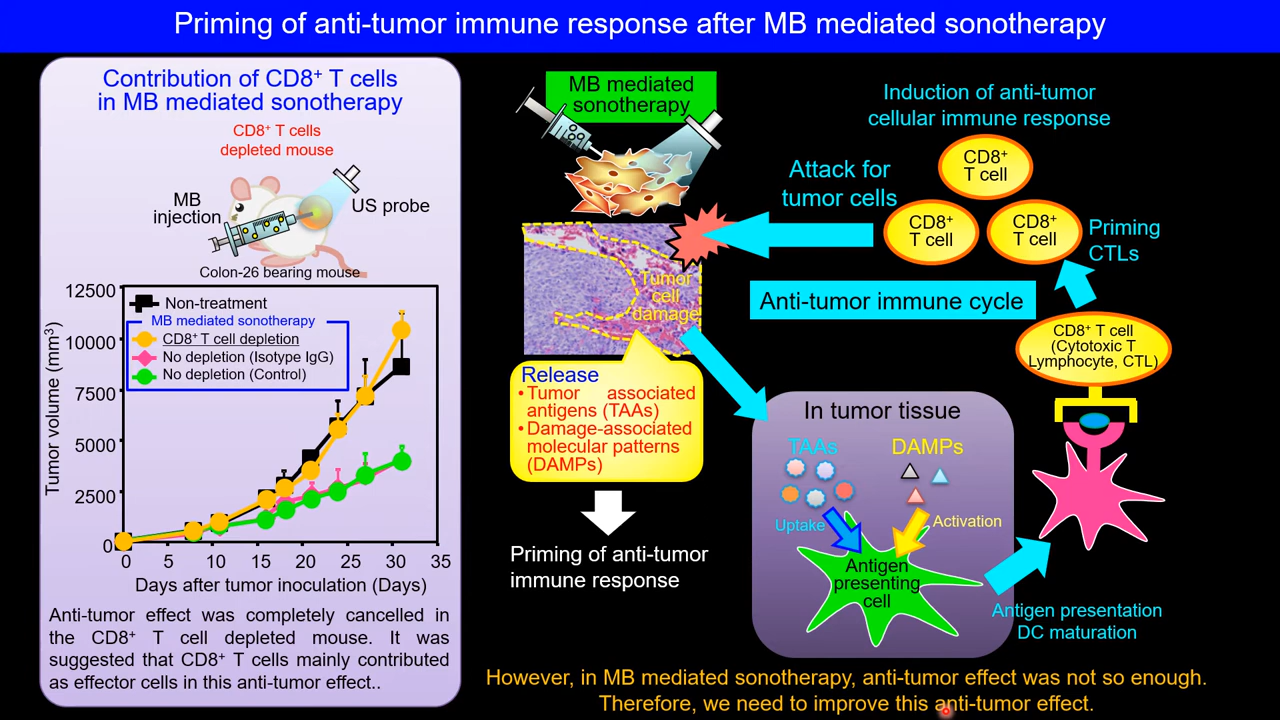 Priming of anti-tumor immune response after MB mediated sonotherapy
Contribution of CD8⁺ T cells
in MB mediated sonotherapy
CD8⁺ T cells
depleted mouse
MB
injection
US probe
Colon-26 bearing mouse
Tumor volume (mm³)
12500
10000
7500
5000
2500
0
Non-treatment
MB mediated sonotherapy
CD8⁺ T cell depletion
No depletion (Isotype IgG)
No depletion (Control)
0 5 10 15 20 25 30 35
Days after tumor inoculation (Days)
Anti-tumor effect was completely cancelled in
the CD8⁺ T cell depleted mouse. It was
suggested that CD8⁺ T cells mainly contributed
as effector cells in this anti-tumor effect..
MB mediated
sonotherapy
Tumor
cell
damage
Release
•Tumor associated
antigens (TAAs)
•Damage-associated
molecular patterns
(DAMPs)
Priming of anti-tumor
immune response
Induction of anti-tumor
cellular immune response
Attack for
tumor cells
CD8⁺
T cell
CD8⁺
T cell
CD8⁺
T cell
Priming
CTLs
Anti-tumor immune cycle
CD8⁺ T cell
(Cytotoxic T
Lymphocyte, CTL)
In tumor tissue
TAAs
DAMPs
Uptake
Activation
Antigen
presenting
cell
Antigen presentation
DC maturation
However, in MB mediated sonotherapy, anti-tumor effect was not so enough.
Therefore, we need to improve this anti-tumor effect.